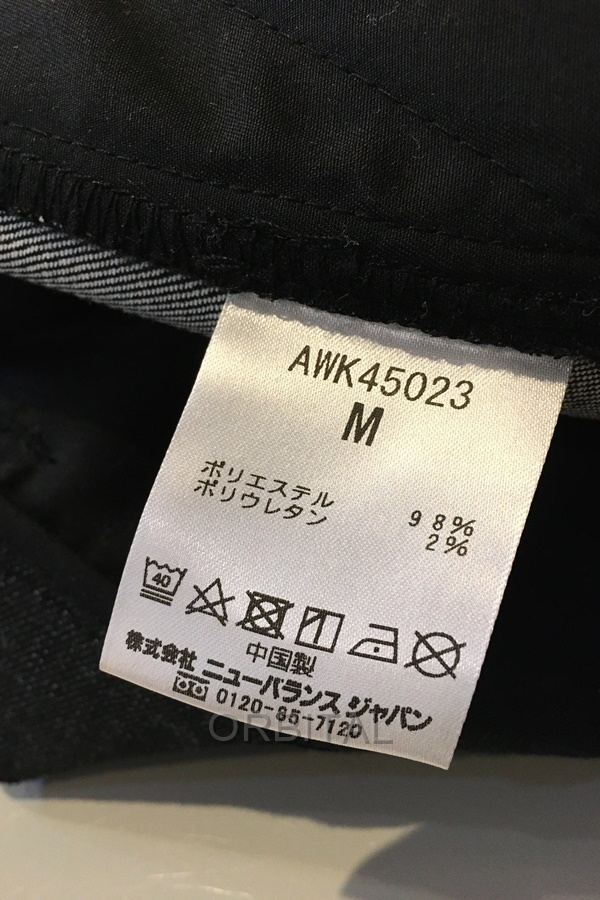 AWK45023
M
ポリエステル 98%
ポリウレタン 2%
40
中国製
株式会社 ニューバランス ジャパン
0120-85-7120
ORBITAL